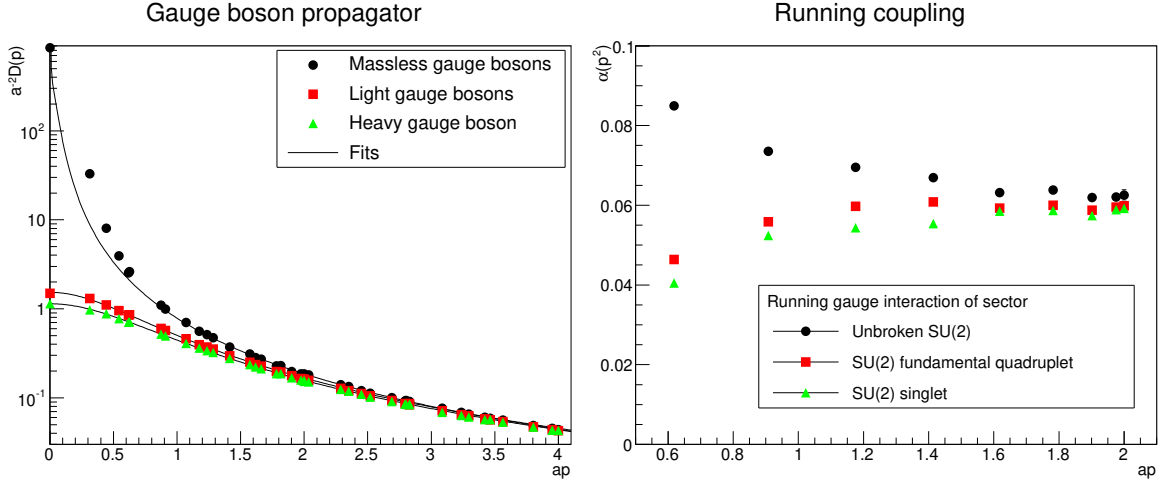 Gauge boson propagator
a⁻²D(p)
10²
10
1
10⁻¹
Massless gauge bosons
Light gauge bosons
Heavy gauge boson
Fits
0 0.5 1 1.5 2 2.5 3 3.5 4
ap
Running coupling
α(p²)
0.1
0.08
0.06
0.04
0.02
0
Running gauge interaction of sector
Unbroken SU(2)
SU(2) fundamental quadruplet
SU(2) singlet
0.6 0.8 1 1.2 1.4 1.6 1.8 2
ap